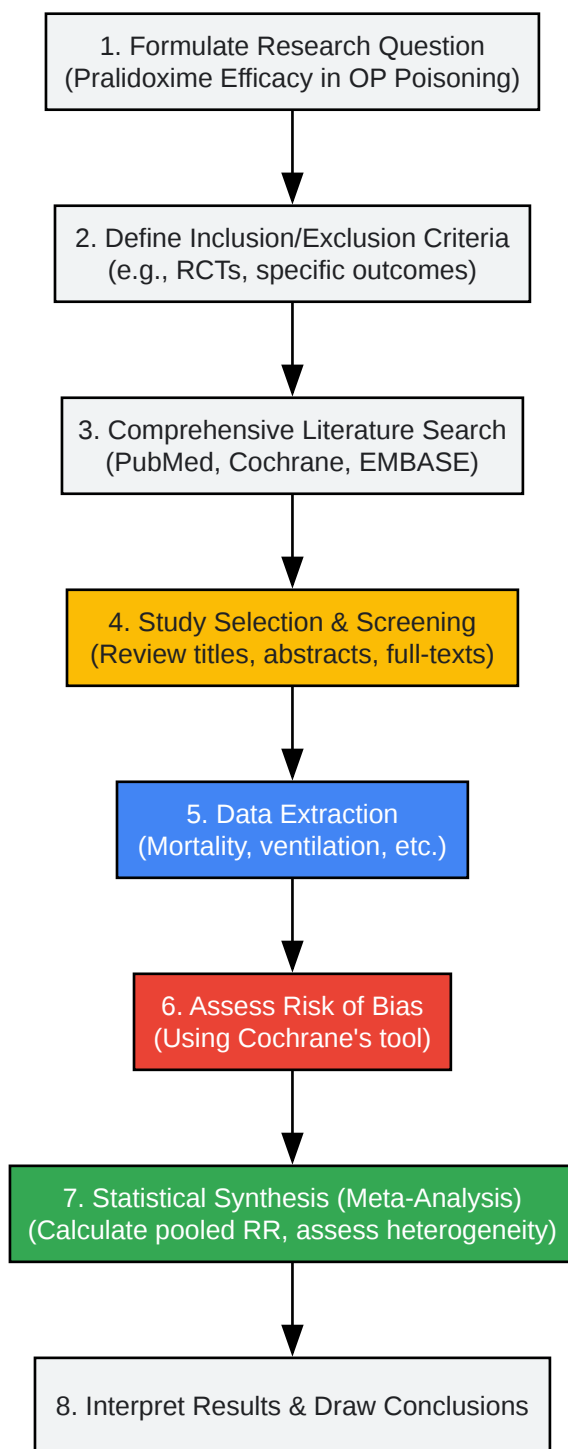 1. Formulate Research Question
(Pralidoxime Efficacy in OP Poisoning)
2. Define Inclusion/Exclusion Criteria
(e.g., RCTs, specific outcomes)
3. Comprehensive Literature Search
(PubMed, Cochrane, EMBASE)
4. Study Selection & Screening
(Review titles, abstracts, full-texts)
5. Data Extraction
(Mortality, ventilation, etc.)
6. Assess Risk of Bias
(Using Cochrane's tool)
7. Statistical Synthesis (Meta-Analysis)
(Calculate pooled RR, assess heterogeneity)
8. Interpret Results & Draw Conclusions